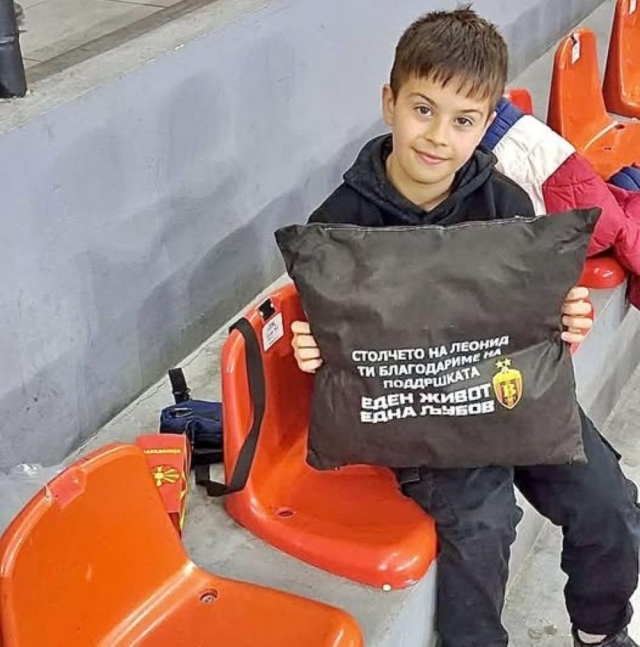 СТОЛЧЕТО НА ЛЕОНИД
ТИ БЛАГОДАРИМЕ НА
ПОДДРШКАТА
ЕДЕН ЖИВОТ
ЕДНА ЉУБОВ
В